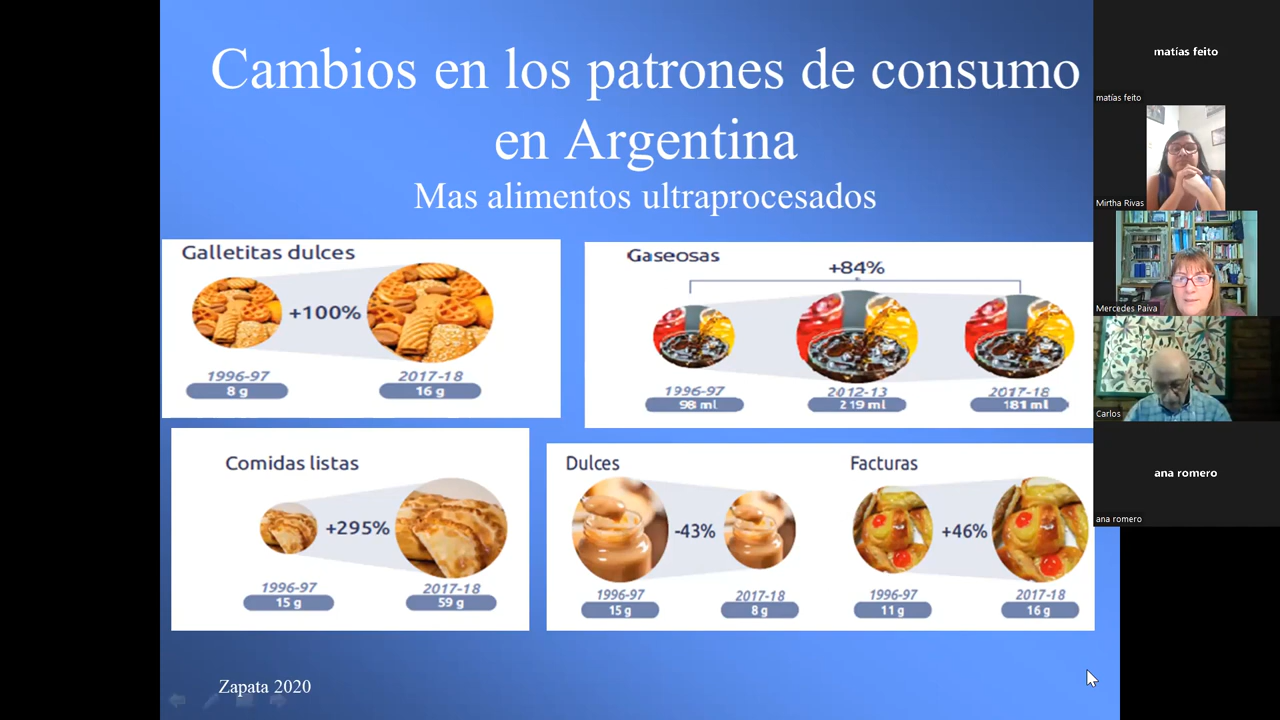 Cambios en los patrones de consumo
en Argentina
Mas alimentos ultraprocesados
Galletitas dulces
+100%
1996-97
8 g
2017-18
16 g
Gaseosas
+84%
1996-97
98 ml
2012-13
219 ml
2017-18
181 ml
Comidas listas
+295%
1996-97
15 g
2017-18
59 g
Dulces
-43%
1996-97
15 g
2017-18
8 g
Facturas
+46%
1996-97
11 g
2017-18
16 g
Zapata 2020
matías feito
matías feito
Mirtha Rivas
Mercedes Paiva
Carlos
ana romero
ana romero